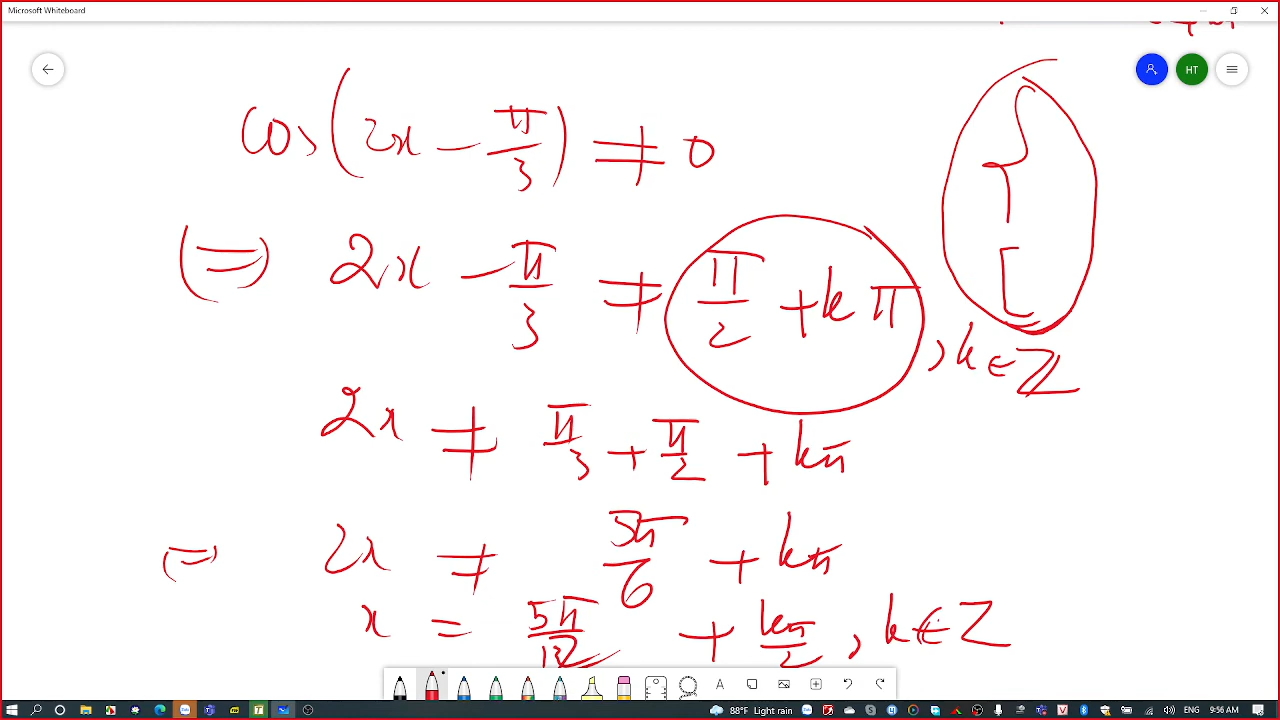 Microsoft Whiteboard
HT
cos(2x − π/3) ≠ 0
(=) 2x − π/3 ≠ π/2 + kπ , k ∈ ℤ
{
[
2x ≠ π/3 + π/2 + kπ
(=) 2x ≠ 5π/6 + kπ
x = 5π/12 + kπ/2 , k ∈ Z
88°F Light rain
ENG
9:56 AM